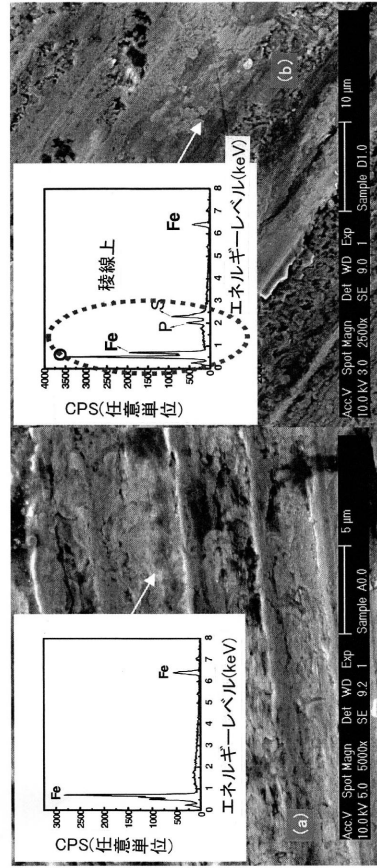 3000
2500
2000
1500
1000
500
0
CPS(任意単位)
Fe
Fe
0 1 2 3 4 5 6 7 8
エネルギーレベル(keV)
(a)
Acc.V Spot Magn Det WD Exp
10.0 kV 5.0 5000x SE 9.2 1
5 µm
Sample A0.0
4000
3500
3000
2500
2000
1500
1000
500
0
CPS(任意単位)
O
稜線上
Fe
P
S
Fe
0 1 2 3 4 5 6 7 8
エネルギーレベル(keV)
(b)
Acc.V Spot Magn Det WD Exp
10.0 kV 3.0 2500x SE 9.0 1
10 µm
Sample D1.0